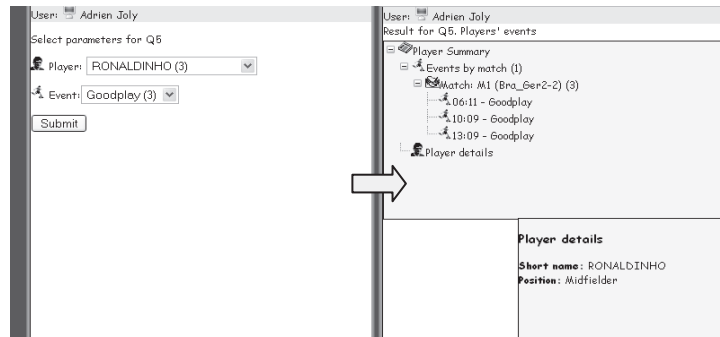 User: Adrien Joly
Select parameters for Q5
Player: RONALDINHO (3)
Event: Goodplay (3)
Submit
User: Adrien Joly
Result for Q5. Players' events
Player Summary
Events by match (1)
Match: M1 (Bra_Ger2-2) (3)
06:11 - Goodplay
10:09 - Goodplay
13:09 - Goodplay
Player details
Player details
Short name: RONALDINHO
Position: Midfielder